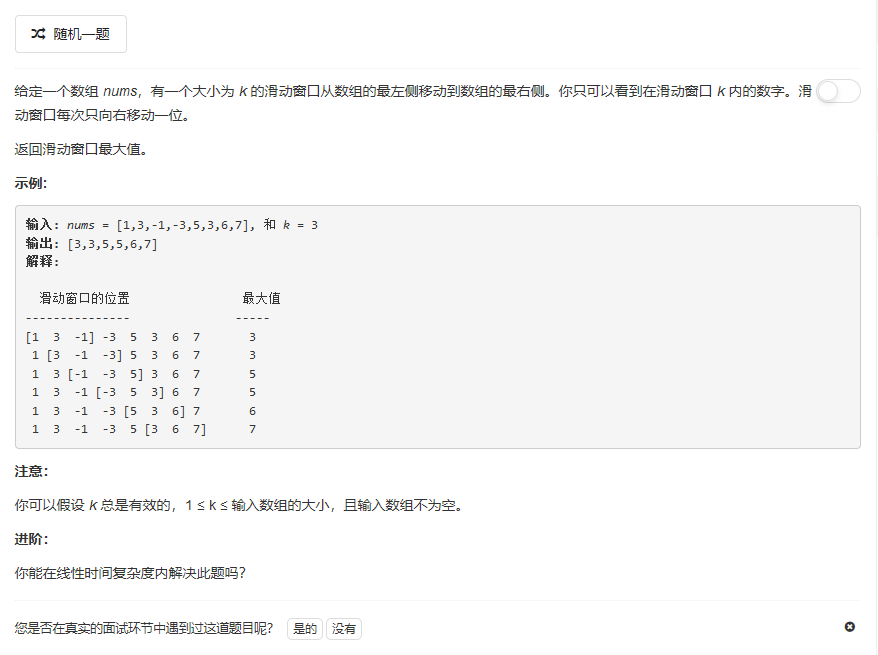 随机一题
给定一个数组 nums，有一个大小为 k 的滑动窗口从数组的最左侧移动到数组的最右侧。你只可以看到在滑动窗口 k 内的数字。滑
动窗口每次只向右移动一位。
返回滑动窗口最大值。
示例：
输入: nums = [1,3,-1,-3,5,3,6,7], 和 k = 3
输出: [3,3,5,5,6,7]
解释:
滑动窗口的位置                最大值
---------------               -----
[1  3  -1] -3  5  3  6  7       3
 1 [3  -1  -3] 5  3  6  7       3
 1  3 [-1  -3  5] 3  6  7       5
 1  3  -1 [-3  5  3] 6  7       5
 1  3  -1  -3 [5  3  6] 7       6
 1  3  -1  -3  5 [3  6  7]      7
注意：
你可以假设 k 总是有效的，1 ≤ k ≤ 输入数组的大小，且输入数组不为空。
进阶：
你能在线性时间复杂度内解决此题吗？
您是否在真实的面试环节中遇到过这道题目呢？ 是的 没有